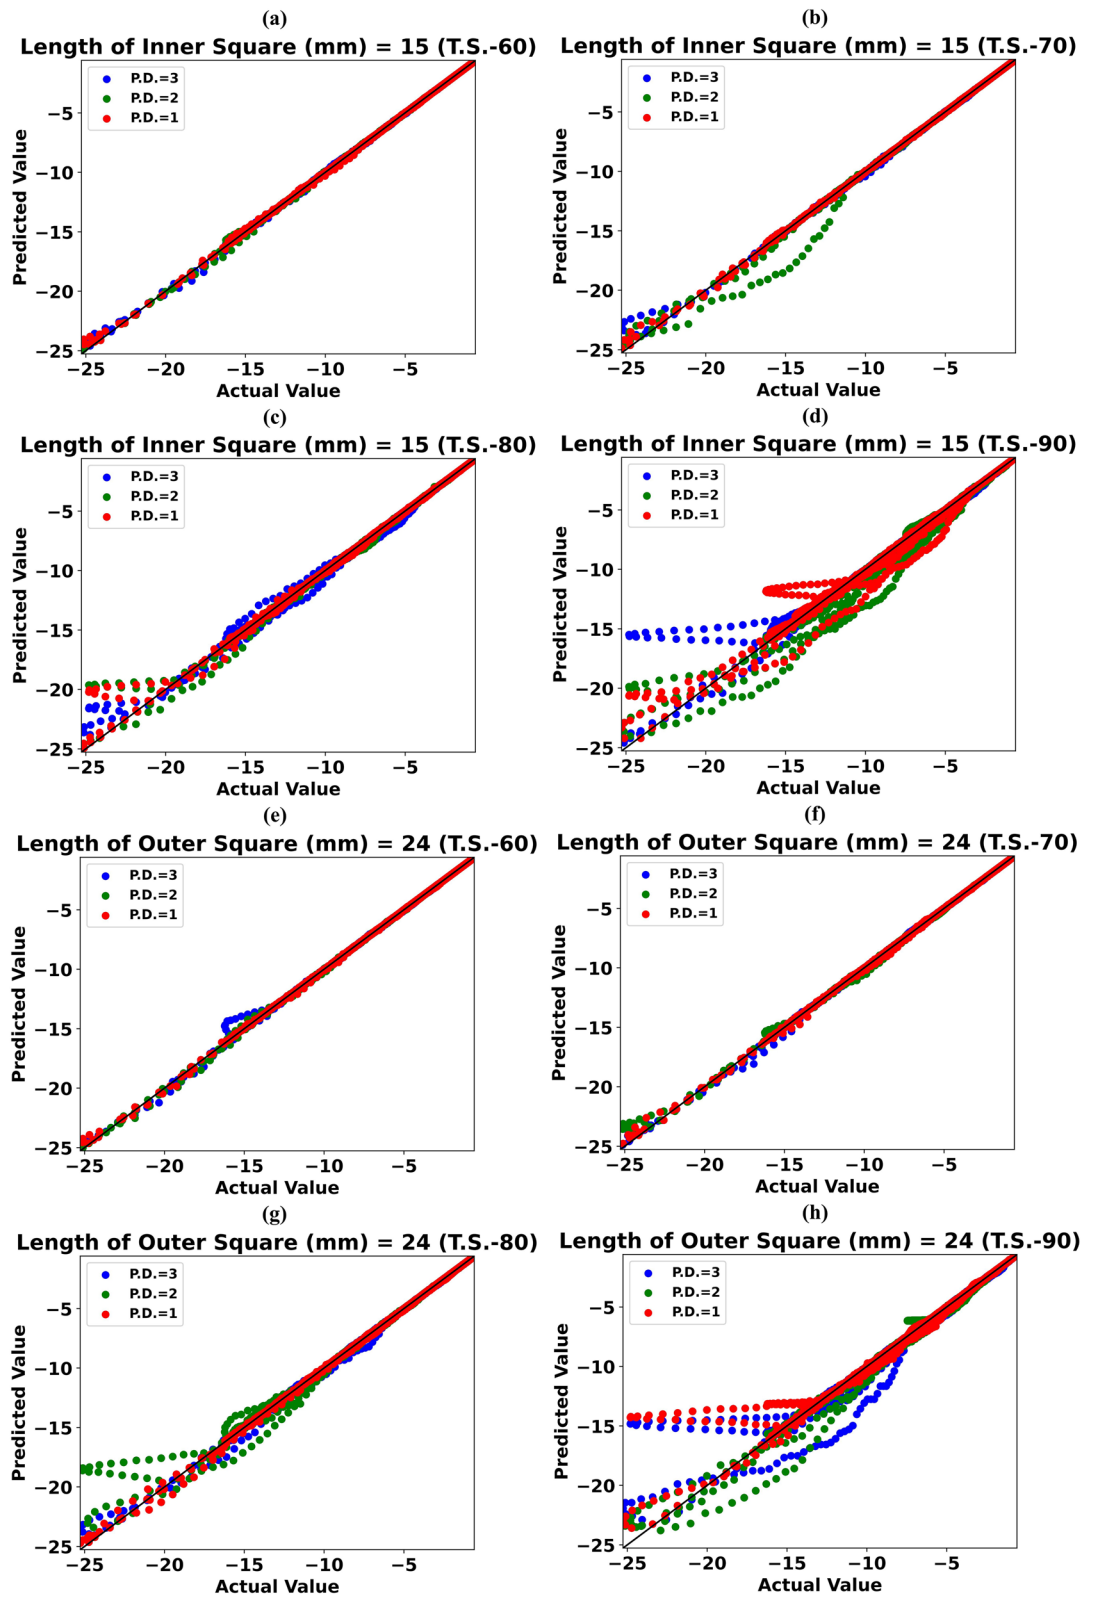 (a)
Length of Inner Square (mm) = 15 (T.S.-60)
P.D.=3
P.D.=2
P.D.=1
Predicted Value
−5
−10
−15
−20
−25
−25 −20 −15 −10 −5
Actual Value
(b)
Length of Inner Square (mm) = 15 (T.S.-70)
P.D.=3
P.D.=2
P.D.=1
Predicted Value
−5
−10
−15
−20
−25
−25 −20 −15 −10 −5
Actual Value
(c)
Length of Inner Square (mm) = 15 (T.S.-80)
P.D.=3
P.D.=2
P.D.=1
Predicted Value
−5
−10
−15
−20
−25
−25 −20 −15 −10 −5
Actual Value
(d)
Length of Inner Square (mm) = 15 (T.S.-90)
P.D.=3
P.D.=2
P.D.=1
Predicted Value
−5
−10
−15
−20
−25
−25 −20 −15 −10 −5
Actual Value
(e)
Length of Outer Square (mm) = 24 (T.S.-60)
P.D.=3
P.D.=2
P.D.=1
Predicted Value
−5
−10
−15
−20
−25
−25 −20 −15 −10 −5
Actual Value
(f)
Length of Outer Square (mm) = 24 (T.S.-70)
P.D.=3
P.D.=2
P.D.=1
Predicted Value
−5
−10
−15
−20
−25
−25 −20 −15 −10 −5
Actual Value
(g)
Length of Outer Square (mm) = 24 (T.S.-80)
P.D.=3
P.D.=2
P.D.=1
Predicted Value
−5
−10
−15
−20
−25
−25 −20 −15 −10 −5
Actual Value
(h)
Length of Outer Square (mm) = 24 (T.S.-90)
P.D.=3
P.D.=2
P.D.=1
Predicted Value
−5
−10
−15
−20
−25
−25 −20 −15 −10 −5
Actual Value